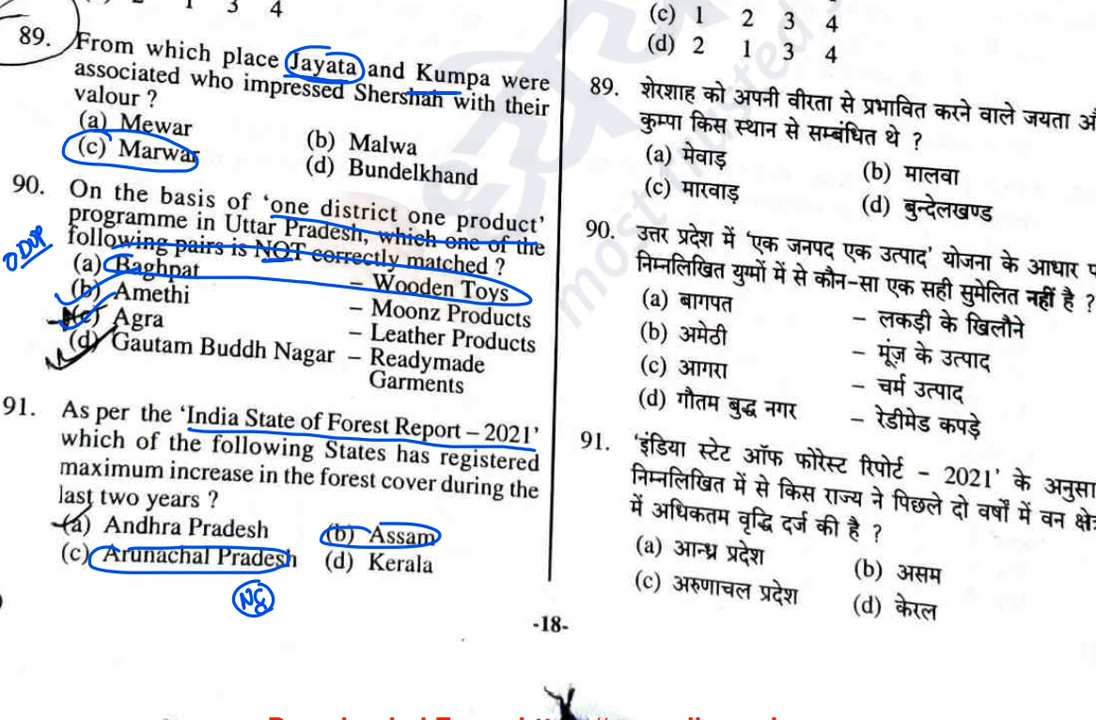 3 4
89. From which place Jayata and Kumpa were
associated who impressed Shershah with their
valour ?
(a) Mewar (b) Malwa
(c) Marwar (d) Bundelkhand
90. On the basis of 'one district one product'
programme in Uttar Pradesh, which one of the
following pairs is NOT correctly matched ?
(a) Baghpat – Wooden Toys
(b) Amethi – Moonz Products
(c) Agra – Leather Products
(d) Gautam Buddh Nagar – Readymade
Garments
ODOP
91. As per the 'India State of Forest Report – 2021'
which of the following States has registered
maximum increase in the forest cover during the
last two years ?
(a) Andhra Pradesh (b) Assam
(c) Arunachal Pradesh (d) Kerala
-18-
(c) 1 2 3 4
(d) 2 1 3 4
89. शेरशाह को अपनी वीरता से प्रभावित करने वाले जयता
कुम्पा किस स्थान से सम्बंधित थे ?
(a) मेवाड़ (b) मालवा
(c) मारवाड़ (d) बुन्देलखण्ड
90. उत्तर प्रदेश में 'एक जनपद एक उत्पाद' योजना के आधार
निम्नलिखित युग्मों में से कौन-सा एक सही सुमेलित नहीं है ?
(a) बागपत – लकड़ी के खिलौने
(b) अमेठी – मूंज के उत्पाद
(c) आगरा – चर्म उत्पाद
(d) गौतम बुद्ध नगर – रेडीमेड कपड़े
91. 'इंडिया स्टेट ऑफ फोरेस्ट रिपोर्ट – 2021' के
निम्नलिखित में से किस राज्य ने पिछले दो वर्षों में वन
में अधिकतम वृद्धि दर्ज की है ?
(a) आन्ध्र प्रदेश (b) असम
(c) अरुणाचल प्रदेश (d) केरल
most trusted